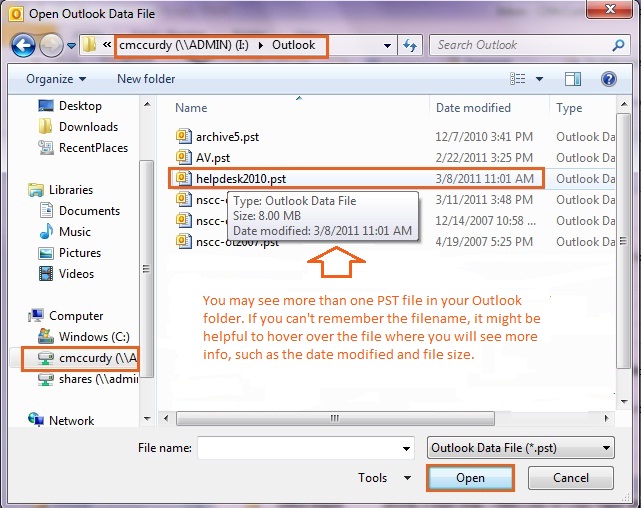 Open Outlook Data File
« cmccurdy (\\ADMIN) (I:) ▸ Outlook
Search Outlook
Organize
New folder
Desktop
Downloads
RecentPlaces
Libraries
Documents
Music
Pictures
Videos
Computer
Windows (C:)
cmccurdy (\\A
shares (\\admin
Network
Name Date modified Type
archive5.pst 12/7/2010 3:41 PM Outlook Da
AV.pst 2/22/2011 3:25 PM Outlook Da
helpdesk2010.pst 3/8/2011 11:01 AM Outlook Da
nscc- 3/11/2011 3:48 PM Outlook Da
nscc- 12/14/2007 10:58 ... Outlook Da
2007.pst 4/19/2007 5:25 PM Outlook Da
Type: Outlook Data File
Size: 8.00 MB
Date modified: 3/8/2011 11:01 AM
You may see more than one PST file in your Outlook
folder. If you can't remember the filename, it might be
helpful to hover over the file where you will see more
info, such as the date modified and file size.
File name:
Outlook Data File (*.pst)
Tools
Open
Cancel